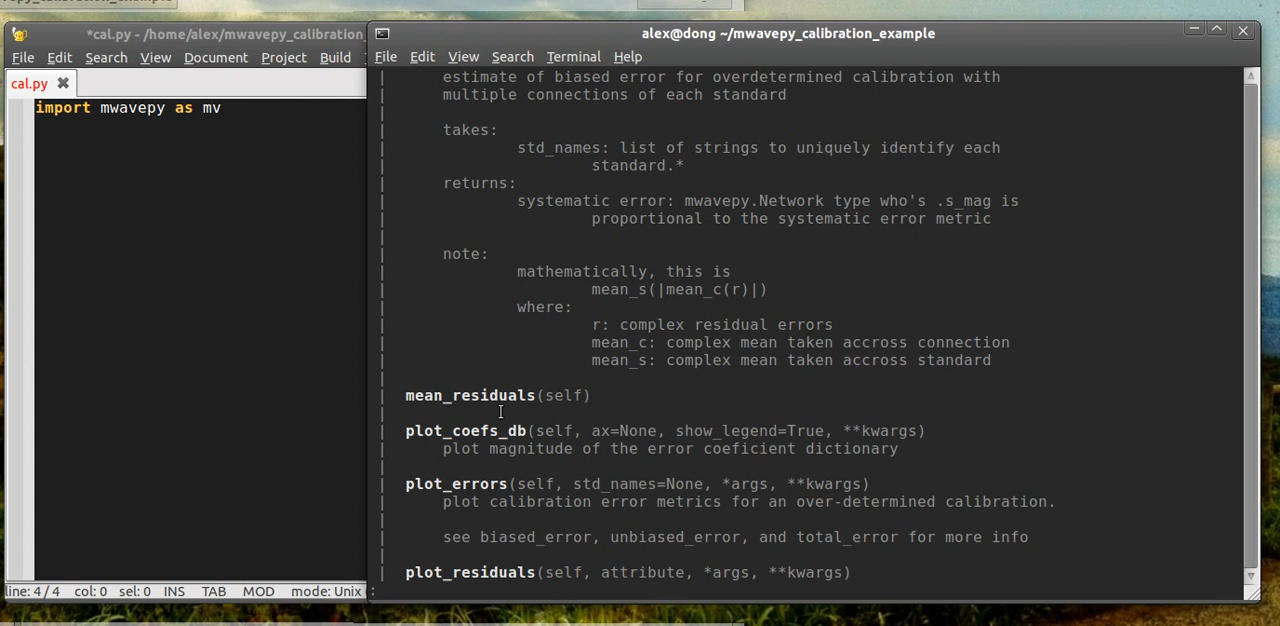 *cal.py - /home/alex/mwavepy_calibration_
File Edit Search View Document Project Build
cal.py
import mwavepy as mv
line: 4 / 4 col: 0 sel: 0 INS TAB MOD mode: Unix
alex@dong ~/mwavepy_calibration_example
File Edit View Search Terminal Help
| estimate of biased error for overdetermined calibration with
| multiple connections of each standard
|
| takes:
| std_names: list of strings to uniquely identify each
| standard.*
| returns:
| systematic error: mwavepy.Network type who's .s_mag is
| proportional to the systematic error metric
|
| note:
| mathematically, this is
| mean_s(|mean_c(r)|)
| where:
| r: complex residual errors
| mean_c: complex mean taken accross connection
| mean_s: complex mean taken accross standard
|
| mean_residuals(self)
|
| plot_coefs_db(self, ax=None, show_legend=True, **kwargs)
| plot magnitude of the error coeficient dictionary
|
| plot_errors(self, std_names=None, *args, **kwargs)
| plot calibration error metrics for an over-determined calibration.
|
| see biased_error, unbiased_error, and total_error for more info
|
| plot_residuals(self, attribute, *args, **kwargs)
: